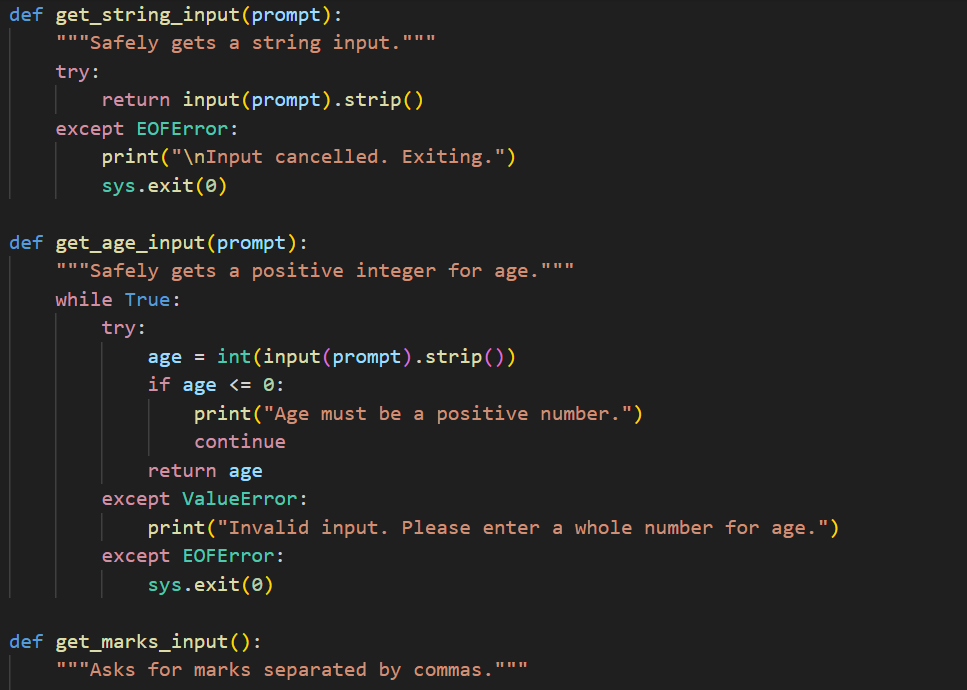 def get_string_input(prompt):
    """Safely gets a string input."""
    try:
        return input(prompt).strip()
    except EOFError:
        print("\nInput cancelled. Exiting.")
        sys.exit(0)

def get_age_input(prompt):
    """Safely gets a positive integer for age."""
    while True:
        try:
            age = int(input(prompt).strip())
            if age <= 0:
                print("Age must be a positive number.")
                continue
            return age
        except ValueError:
            print("Invalid input. Please enter a whole number for age.")
        except EOFError:
            sys.exit(0)

def get_marks_input():
    """Asks for marks separated by commas."""